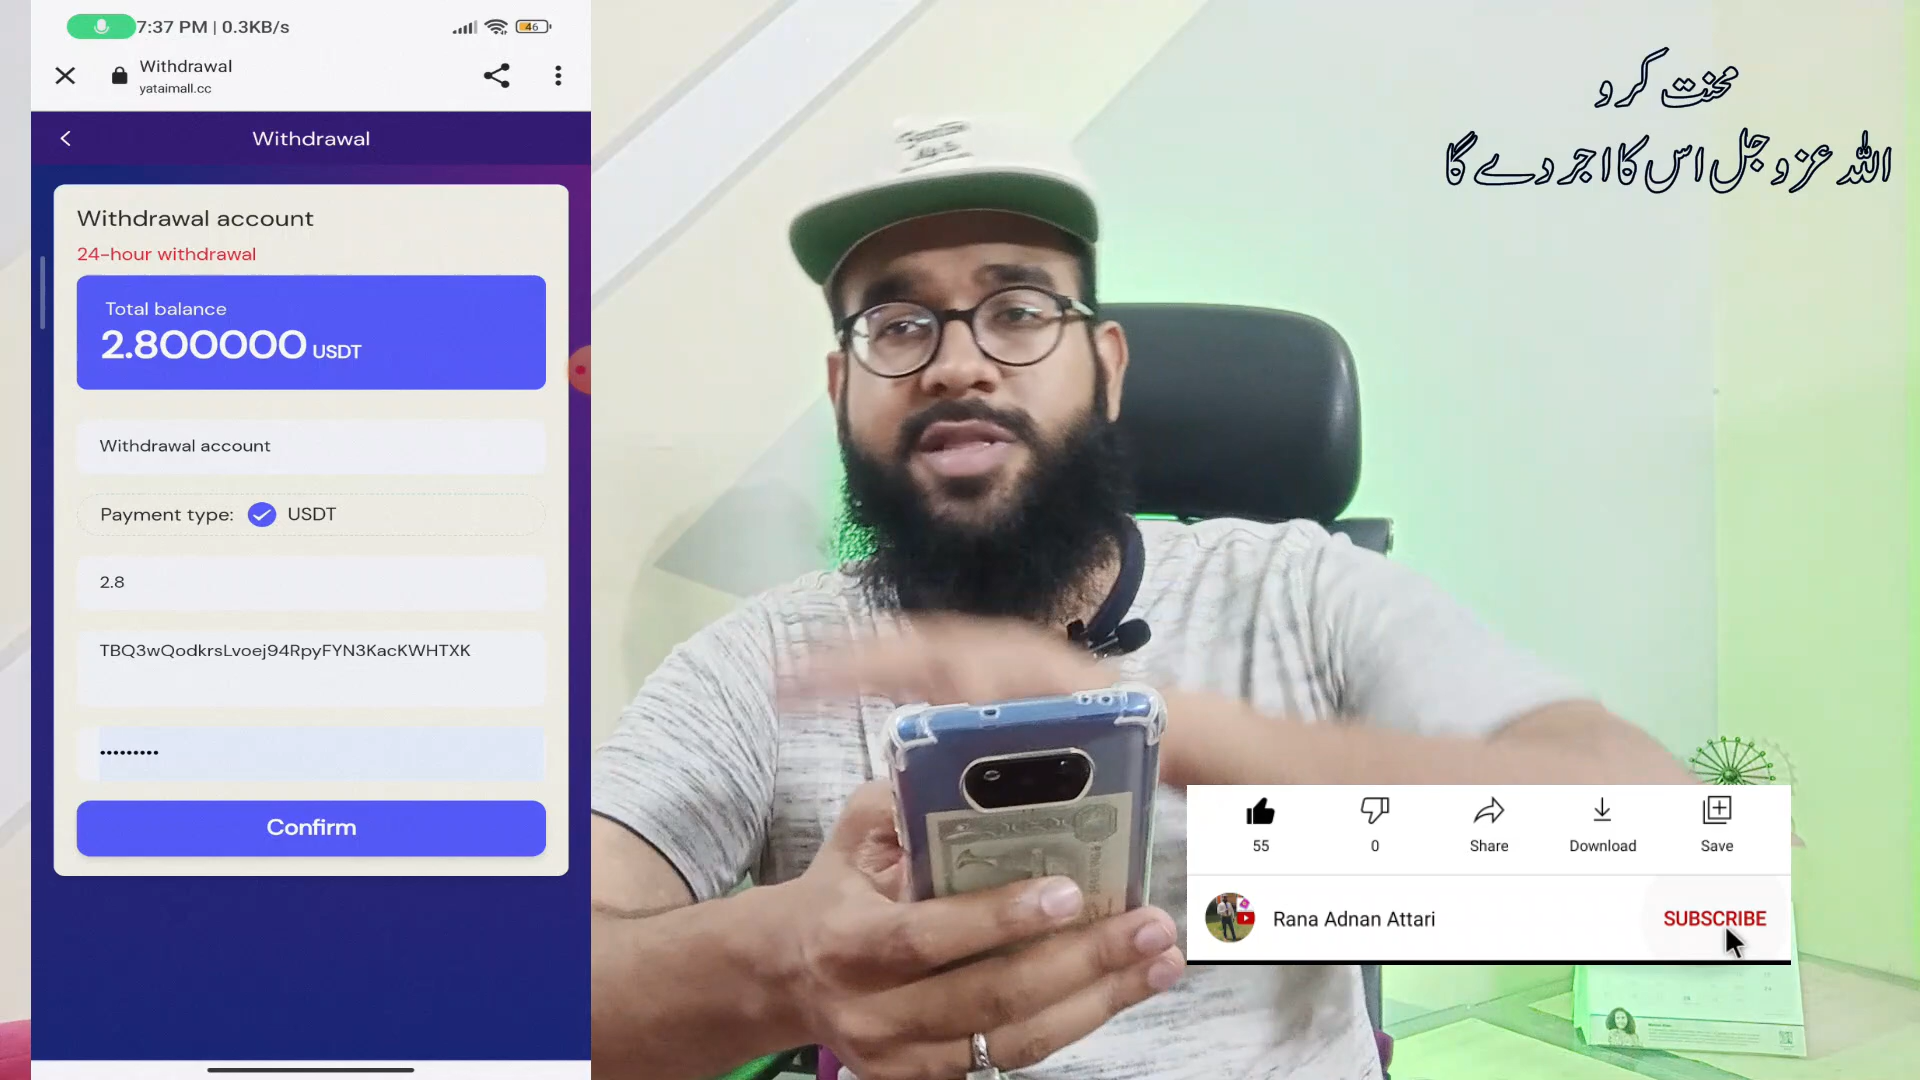 7:37 PM | 0.3KB/s
46
Withdrawal
yataimall.cc
Withdrawal
Withdrawal account
24-hour withdrawal
Total balance
2.800000 USDT
Withdrawal account
Payment type: USDT
2.8
TBQ3wQodkrsLvoej94RpyFYN3KacKWHTXK
•••••••••
Confirm
محنت کرو
اللہ عزوجل اس کا اجر دے گا
55
0
Share
Download
Save
Rana Adnan Attari
SUBSCRIBE